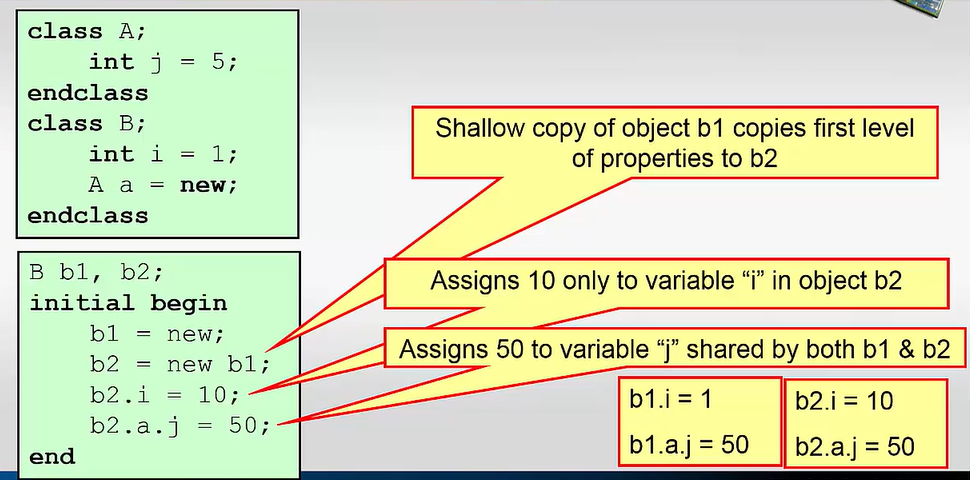 class A;
    int j = 5;
endclass
class B;
    int i = 1;
    A a = new;
endclass
B b1, b2;
initial begin
    b1 = new;
    b2 = new b1;
    b2.i = 10;
    b2.a.j = 50;
end
Shallow copy of object b1 copies first level
of properties to b2
Assigns 10 only to variable “i” in object b2
Assigns 50 to variable “j” shared by both b1 & b2
b1.i = 1
b1.a.j = 50
b2.i = 10
b2.a.j = 50